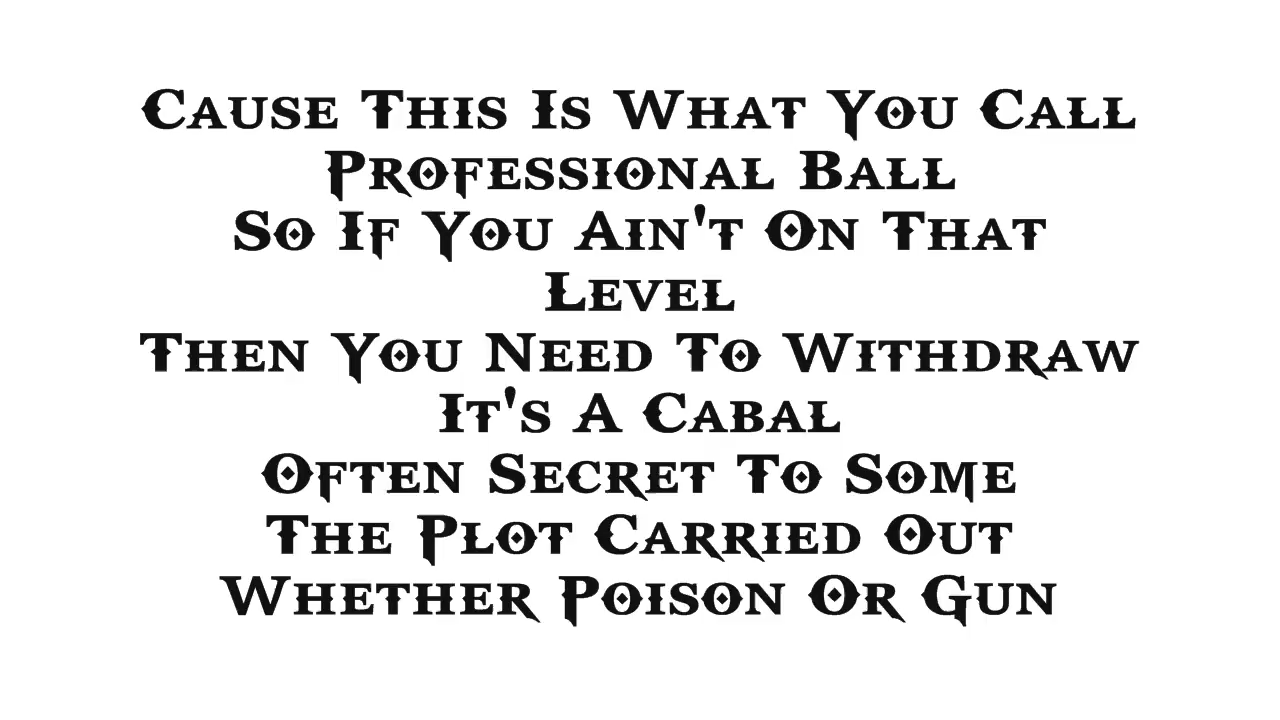 Cause This Is What You Call
Professional Ball
So If You Ain't On That
Level
Then You Need To Withdraw
It's A Cabal
Often Secret To Some
The Plot Carried Out
Whether Poison Or Gun